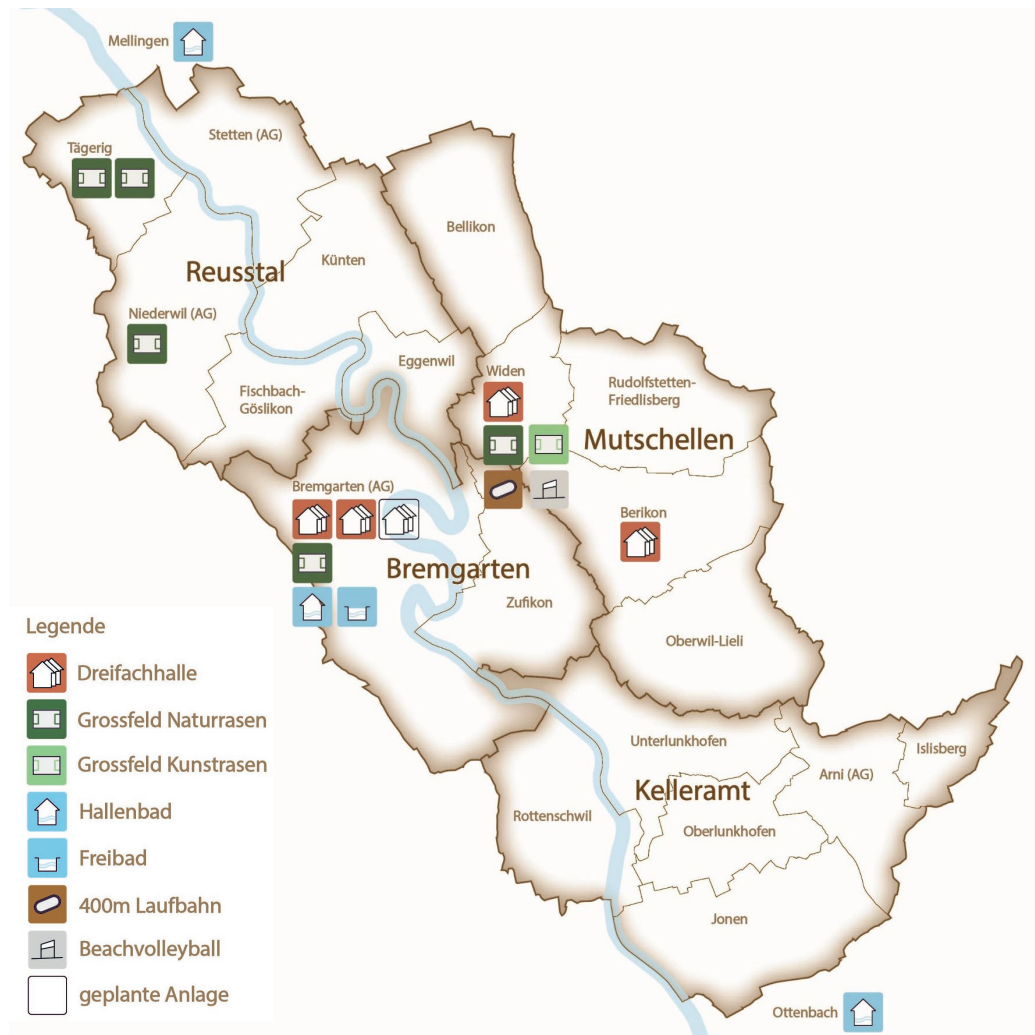 Mellingen
Stetten (AG)
Tägerig
Bellikon
Künten
Reusstal
Niederwil (AG)
Eggenwil
Widen
Rudolfstetten-
Friedlisberg
Fischbach-
Göslikon
Mutschellen
Bremgarten (AG)
Berikon
Bremgarten
Zufikon
Oberwil-Lieli
Legende
Dreifachhalle
Grossfeld Naturrasen
Grossfeld Kunstrasen
Hallenbad
Freibad
400m Laufbahn
Beachvolleyball
geplante Anlage
Unterlunkhofen
Islisberg
Arni (AG)
Kelleramt
Rottenschwil
Oberlunkhofen
Jonen
Ottenbach